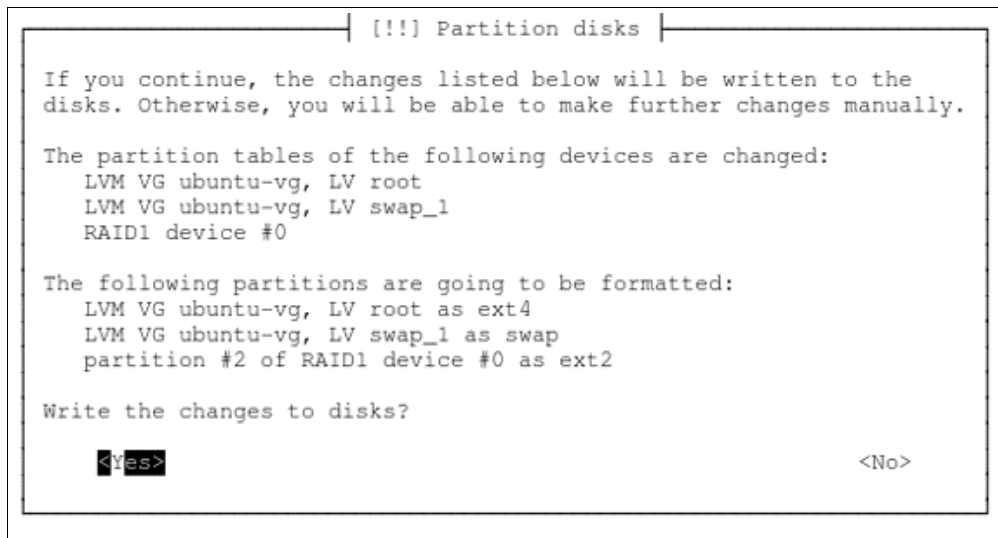 [!!] Partition disks
If you continue, the changes listed below will be written to the
disks. Otherwise, you will be able to make further changes manually.
The partition tables of the following devices are changed:
LVM VG ubuntu-vg, LV root
LVM VG ubuntu-vg, LV swap_1
RAID1 device #0
The following partitions are going to be formatted:
LVM VG ubuntu-vg, LV root as ext4
LVM VG ubuntu-vg, LV swap_1 as swap
partition #2 of RAID1 device #0 as ext2
Write the changes to disks?
<Yes> <No>